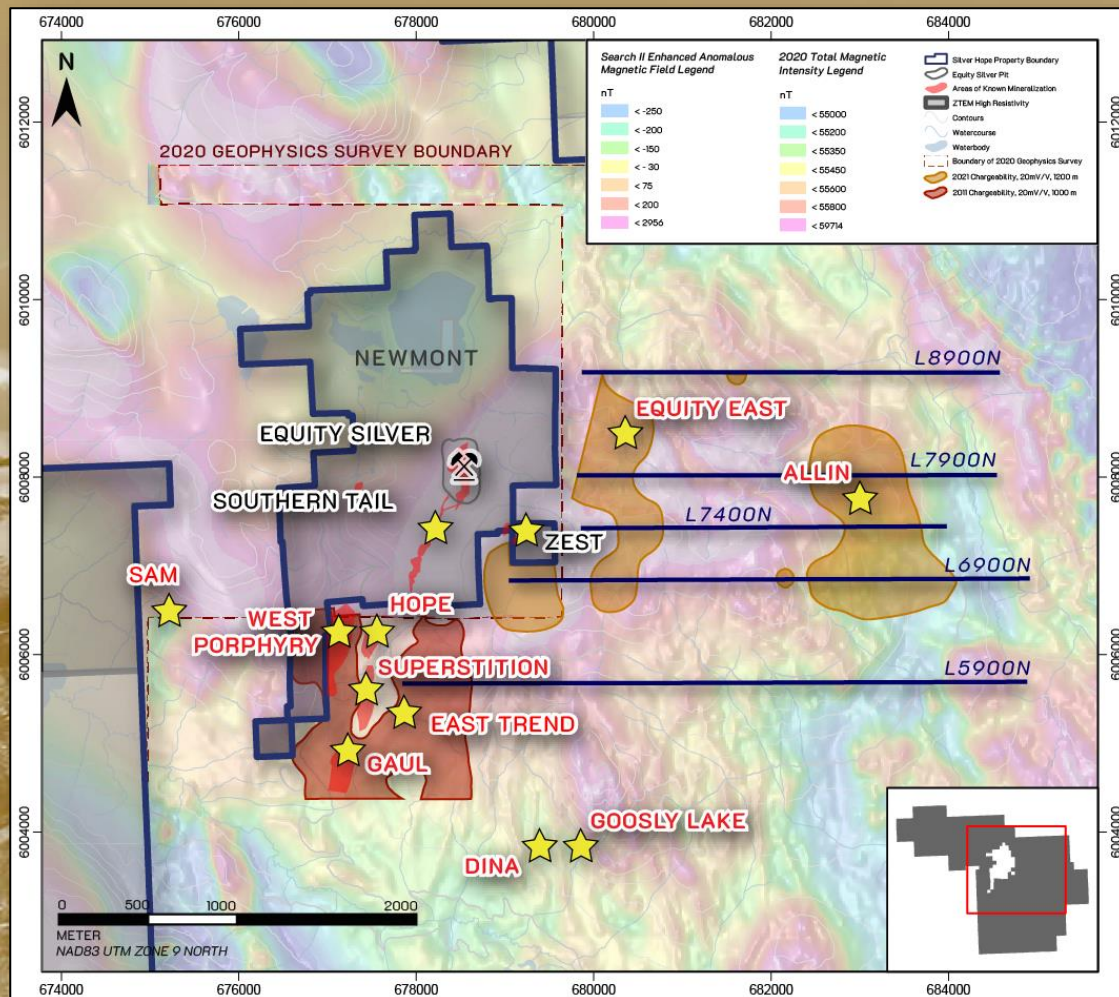 674000 676000 678000 680000 682000 684000
N
Search II Enhanced Anomalous
Magnetic Field Legend
nT
< -250
< -200
< -150
< -30
< 75
< 200
< 2956
2020 Total Magnetic
Intensity Legend
nT
< 55000
< 55200
< 55350
< 55450
< 55600
< 55800
< 59714
Silver Hope Property Boundary
Equity Silver Pit
Areas of Known Mineralization
ZTEM High Resistivity
Contours
Watercourse
Waterbody
Boundary of 2020 Geophysics Survey
2021 Chargeability, 20mV/V, 1200 m
2011 Chargeability, 20mV/V, 1000 m
6012000
6012000
2020 GEOPHYSICS SURVEY BOUNDARY
6010000
6010000
NEWMONT
L8900N
EQUITY EAST
EQUITY SILVER
L7900N
ALLIN
6008000
6008000
SOUTHERN TAIL
L7400N
ZEST
L6900N
SAM
HOPE
WEST
PORPHYRY
6006000
6006000
SUPERSTITION
L5900N
EAST TREND
GAUL
GOOSLY LAKE
6004000
6004000
DINA
0 500 1000 2000
METER
NAD83 UTM ZONE 9 NORTH
674000 676000 678000 680000 682000 684000